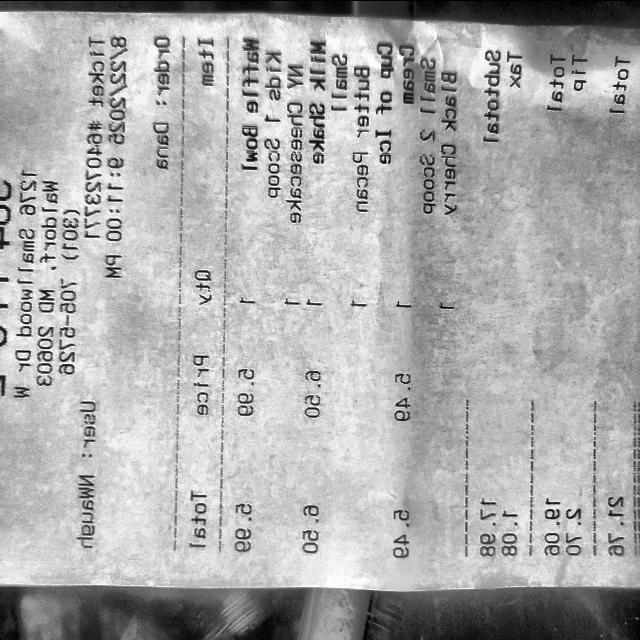 1276 Smallwood Dr W
Waldorf, MD 20603
(301) 705-5726
Ticket #640723771 User: NWaugh
8/22/2025 9:11:00 PM
Order: Dana
Item Qty Price Total
Waffle Bowl 1 5.99 5.99
Kids 1 Scoop
NY Cheesecake 1
Milk Shake 1 6.50 6.50
Small
Butter Pecan 1
Cup of Ice
Cream 1 5.49 5.49
Small 2 Scoop
Black Cherry 1
Subtotal 17.98
Tax 1.08
Total 19.06
Tip 2.70
Total 21.76